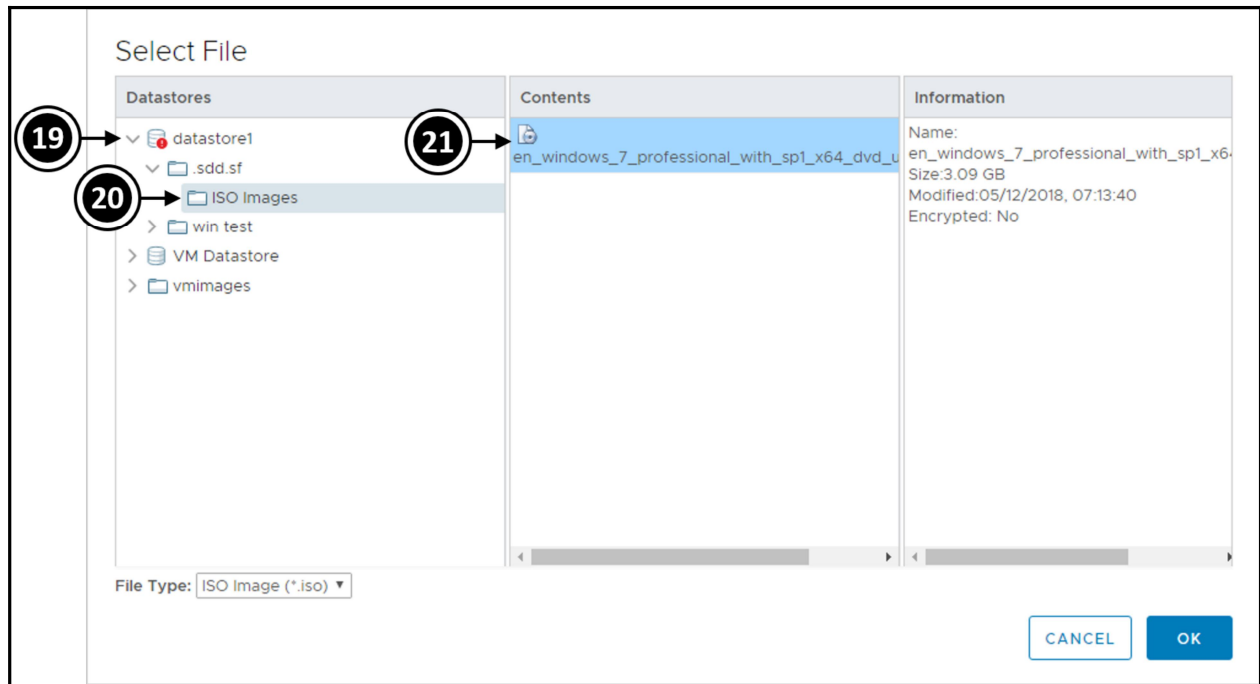 Select File
Datastores
Contents
Information
19
datastore1
.sdd.sf
20
ISO Images
win test
VM Datastore
vmimages
21
en_windows_7_professional_with_sp1_x64_dvd_u
Name:
en_windows_7_professional_with_sp1_x6
Size:3.09 GB
Modified:05/12/2018, 07:13:40
Encrypted: No
File Type: ISO Image (*.iso)
CANCEL
OK